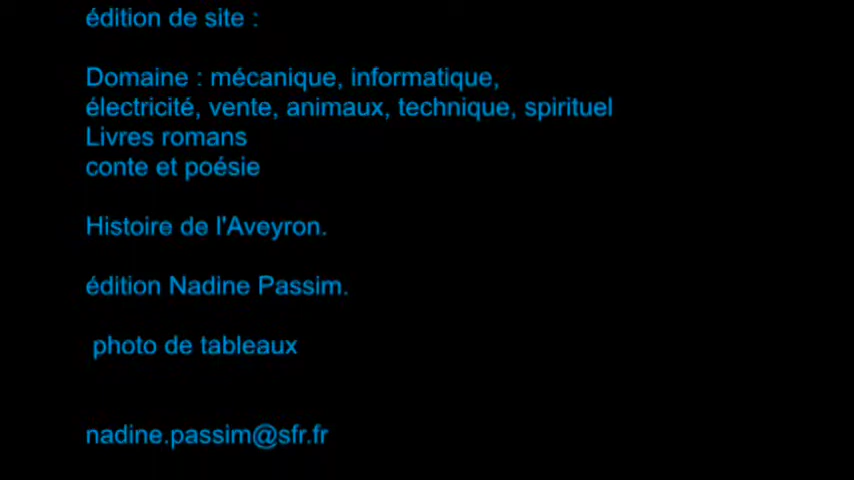 édition de site :
Domaine : mécanique, informatique,
électricité, vente, animaux, technique, spirituel
Livres romans
conte et poésie
Histoire de l'Aveyron.
édition Nadine Passim.
photo de tableaux
nadine.passim@sfr.fr